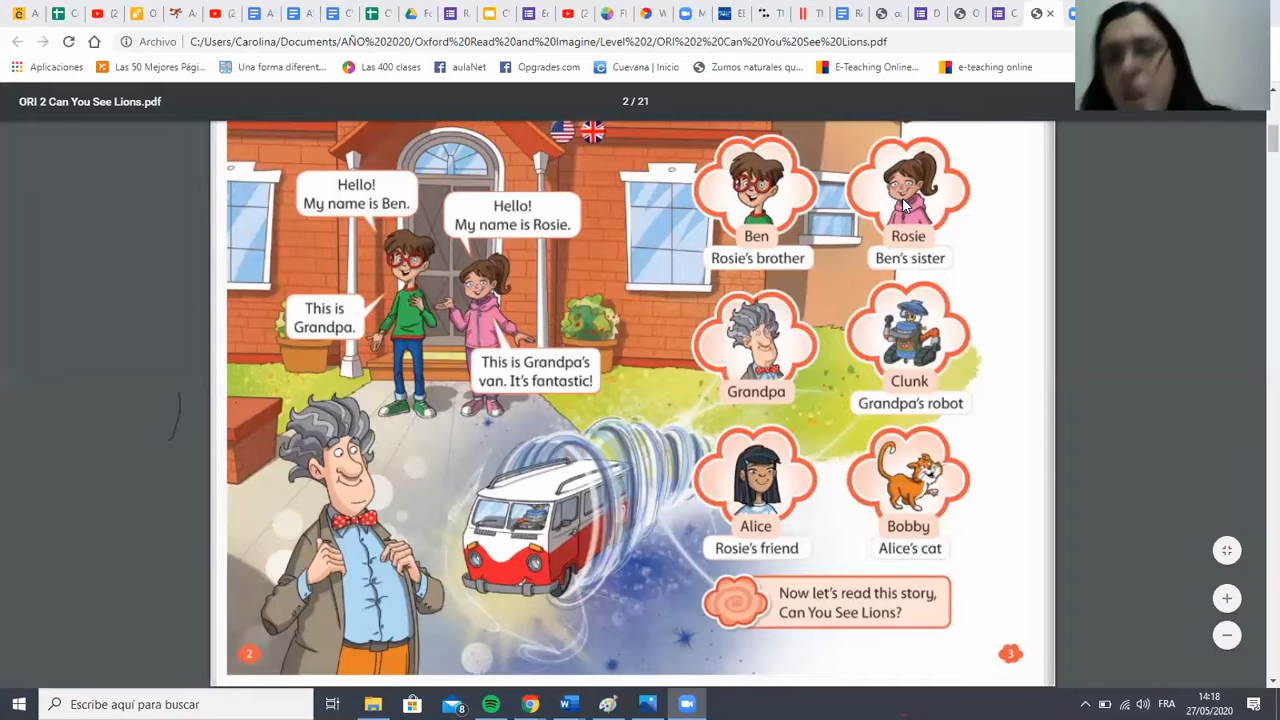 Archivo
C:/Users/Carolina/Documents/AÑO%202020/Oxford%20Read%20and%20Imagine/Level%202/ORI%202%20Can%20You%20See%20Lions.pdf
Aplicaciones
Las 50 Mejores Pági...
Una forma diferent...
Las 400 clases
aulaNet
Opgrades.com
Cuevana | Inicio
Zumos naturales qu...
E-Teaching Online...
e-teaching online
ORI 2 Can You See Lions.pdf
2 / 21
Hello!
My name is Ben.
Hello!
My name is Rosie.
This is
Grandpa.
This is Grandpa's
van. It's fantastic!
Ben
Rosie's brother
Rosie
Ben's sister
Grandpa
Clunk
Grandpa's robot
Alice
Rosie's friend
Bobby
Alice's cat
Now let's read this story,
Can You See Lions?
2
3
Escribe aquí para buscar
8
FRA
14:18
27/05/2020